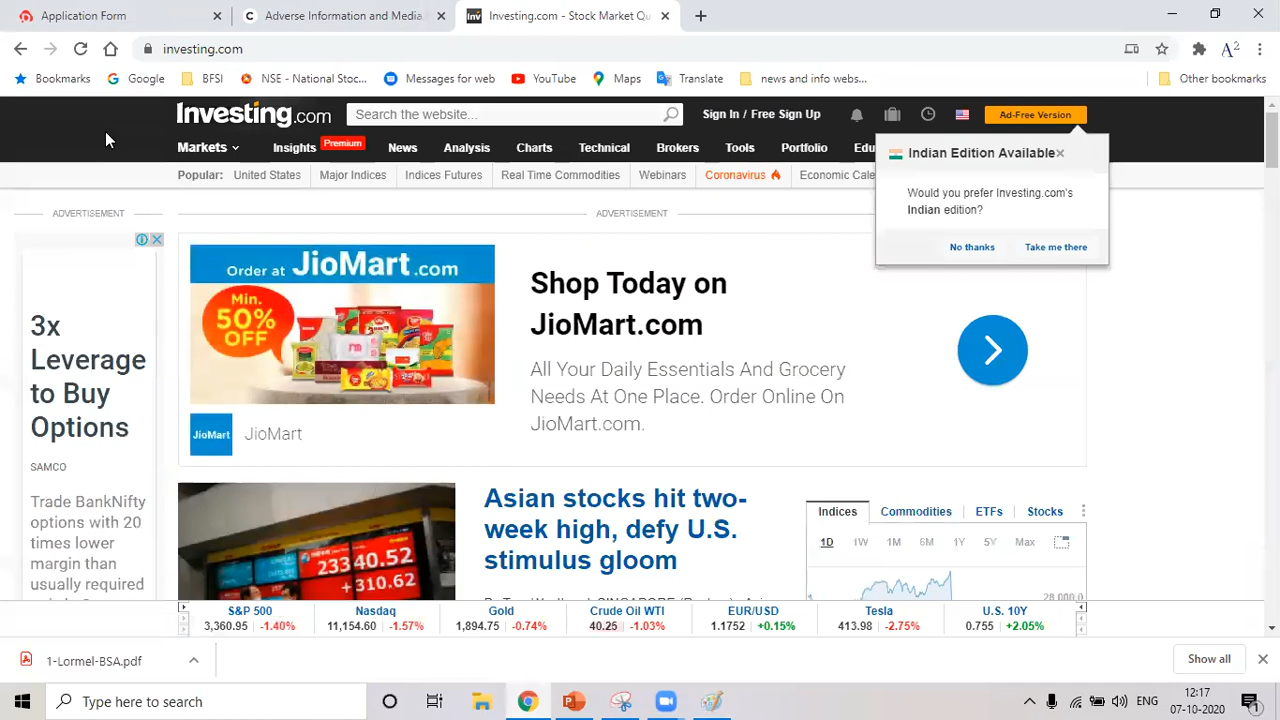 Application Form
Adverse Information and Media
Investing.com - Stock Market Qu
investing.com
Bookmarks
Google
BFSI
NSE - National Stoc...
Messages for web
YouTube
Maps
Translate
news and info webs...
Other bookmarks
Investing.com
Search the website...
Sign In / Free Sign Up
Ad-Free Version
Markets
Insights
Premium
News
Analysis
Charts
Technical
Brokers
Tools
Portfolio
Edu
Indian Edition Available
Would you prefer Investing.com's
Indian edition?
No thanks
Take me there
Popular:
United States
Major Indices
Indices Futures
Real Time Commodities
Webinars
Coronavirus
Economic Cale
ADVERTISEMENT
ADVERTISEMENT
3x
Leverage
to Buy
Options
SAMCO
Trade BankNifty
options with 20
times lower
margin than
usually required
Order at JioMart.com
Min.
50%
OFF
JioMart
JioMart
Shop Today on
JioMart.com
All Your Daily Essentials And Grocery
Needs At One Place. Order Online On
JioMart.com.
23340.52
+310.62
Asian stocks hit two-
week high, defy U.S.
stimulus gloom
Indices
Commodities
ETFs
Stocks
1D
1W
1M
6M
1Y
5Y
Max
28,000.0
S&P 500
3,360.95
-1.40%
Nasdaq
11,154.60
-1.57%
Gold
1,894.75
-0.74%
Crude Oil WTI
40.25
-1.03%
EUR/USD
1.1752
+0.15%
Tesla
413.98
-2.75%
U.S. 10Y
0.755
+2.05%
1-Lormel-BSA.pdf
Show all
Type here to search
ENG
12:17
07-10-2020